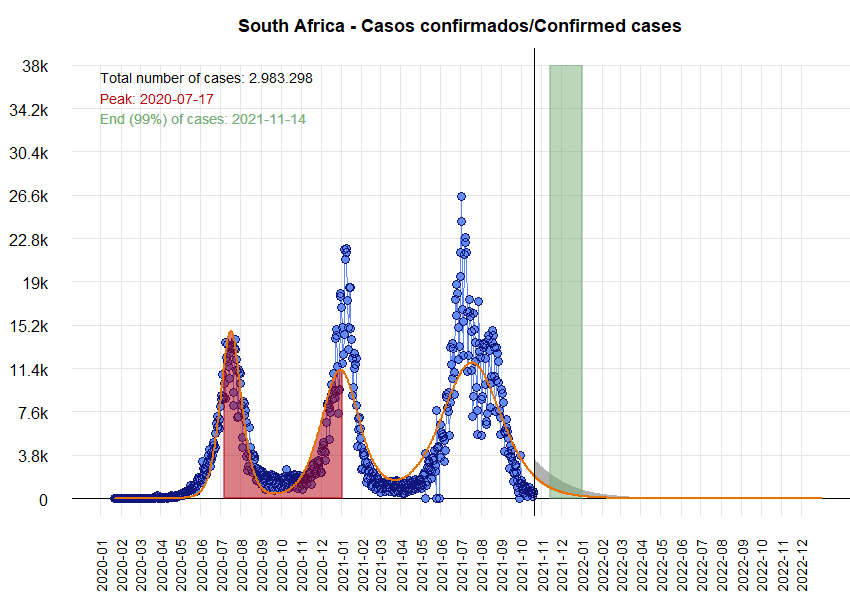 South Africa - Casos confirmados/Confirmed cases
38k
34.2k
30.4k
26.6k
22.8k
19k
15.2k
11.4k
7.6k
3.8k
0
Total number of cases: 2.983.298
Peak: 2020-07-17
End (99%) of cases: 2021-11-14
2020-01
2020-02
2020-03
2020-04
2020-05
2020-06
2020-07
2020-08
2020-09
2020-10
2020-11
2020-12
2021-01
2021-02
2021-03
2021-04
2021-05
2021-06
2021-07
2021-08
2021-09
2021-10
2021-11
2021-12
2022-01
2022-02
2022-03
2022-04
2022-05
2022-06
2022-07
2022-08
2022-09
2022-10
2022-11
2022-12